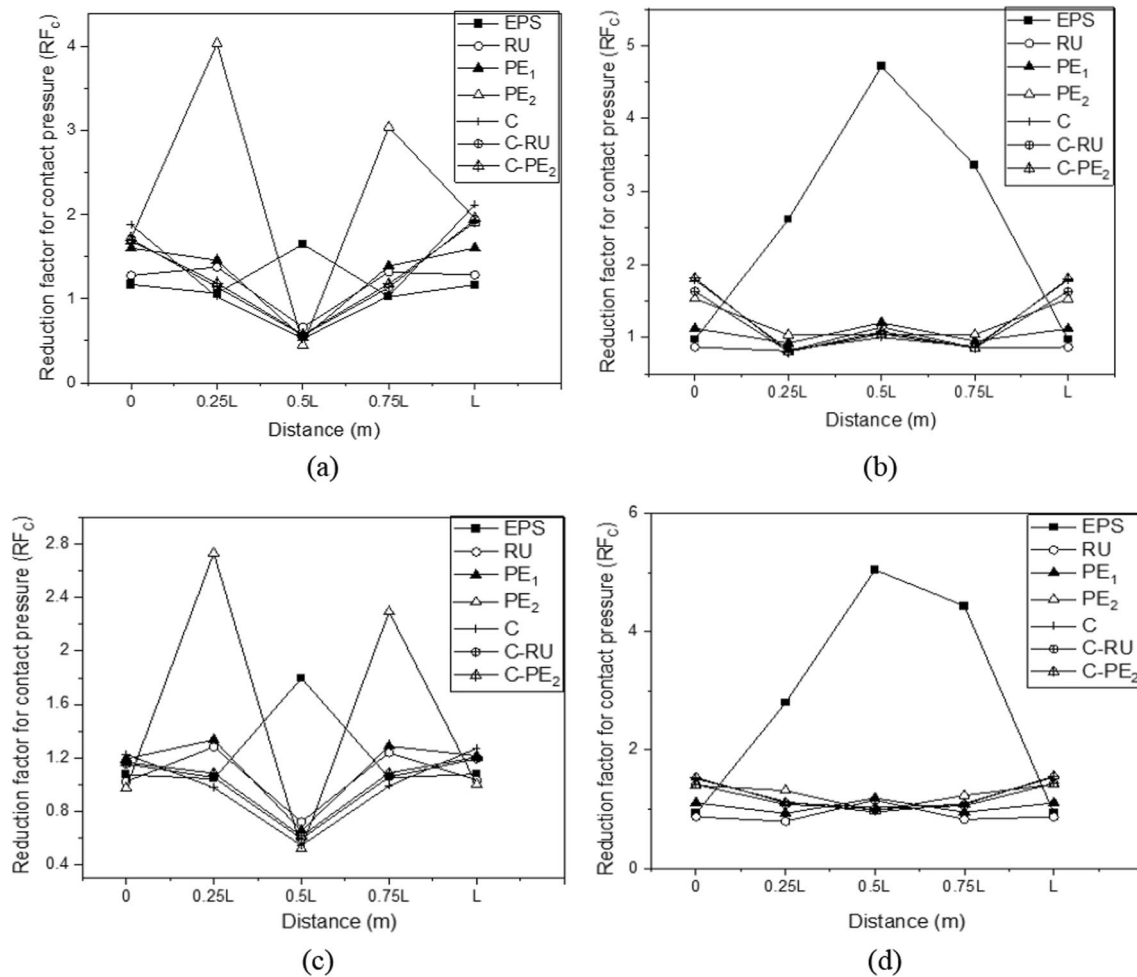 Reduction factor for contact pressure (RFc)
4
3
2
1
0
0 0.25L 0.5L 0.75L L
Distance (m)
EPS
RU
PE1
PE2
C
C-RU
C-PE2
(a)
Reduction factor for contact pressure (RFc)
5
4
3
2
1
0 0.25L 0.5L 0.75L L
Distance (m)
EPS
RU
PE1
PE2
C
C-RU
C-PE2
(b)
Reduction factor for contact pressure (RFC)
2.8
2.4
2.0
1.6
1.2
0.8
0.4
0 0.25L 0.5L 0.75L L
Distance (m)
EPS
RU
PE1
PE2
C
C-RU
C-PE2
(c)
Reduction factor for contact pressure (RFC)
6
4
2
0
0 0.25L 0.5L 0.75L L
Distance (m)
EPS
RU
PE1
PE2
C
C-RU
C-PE2
(d)